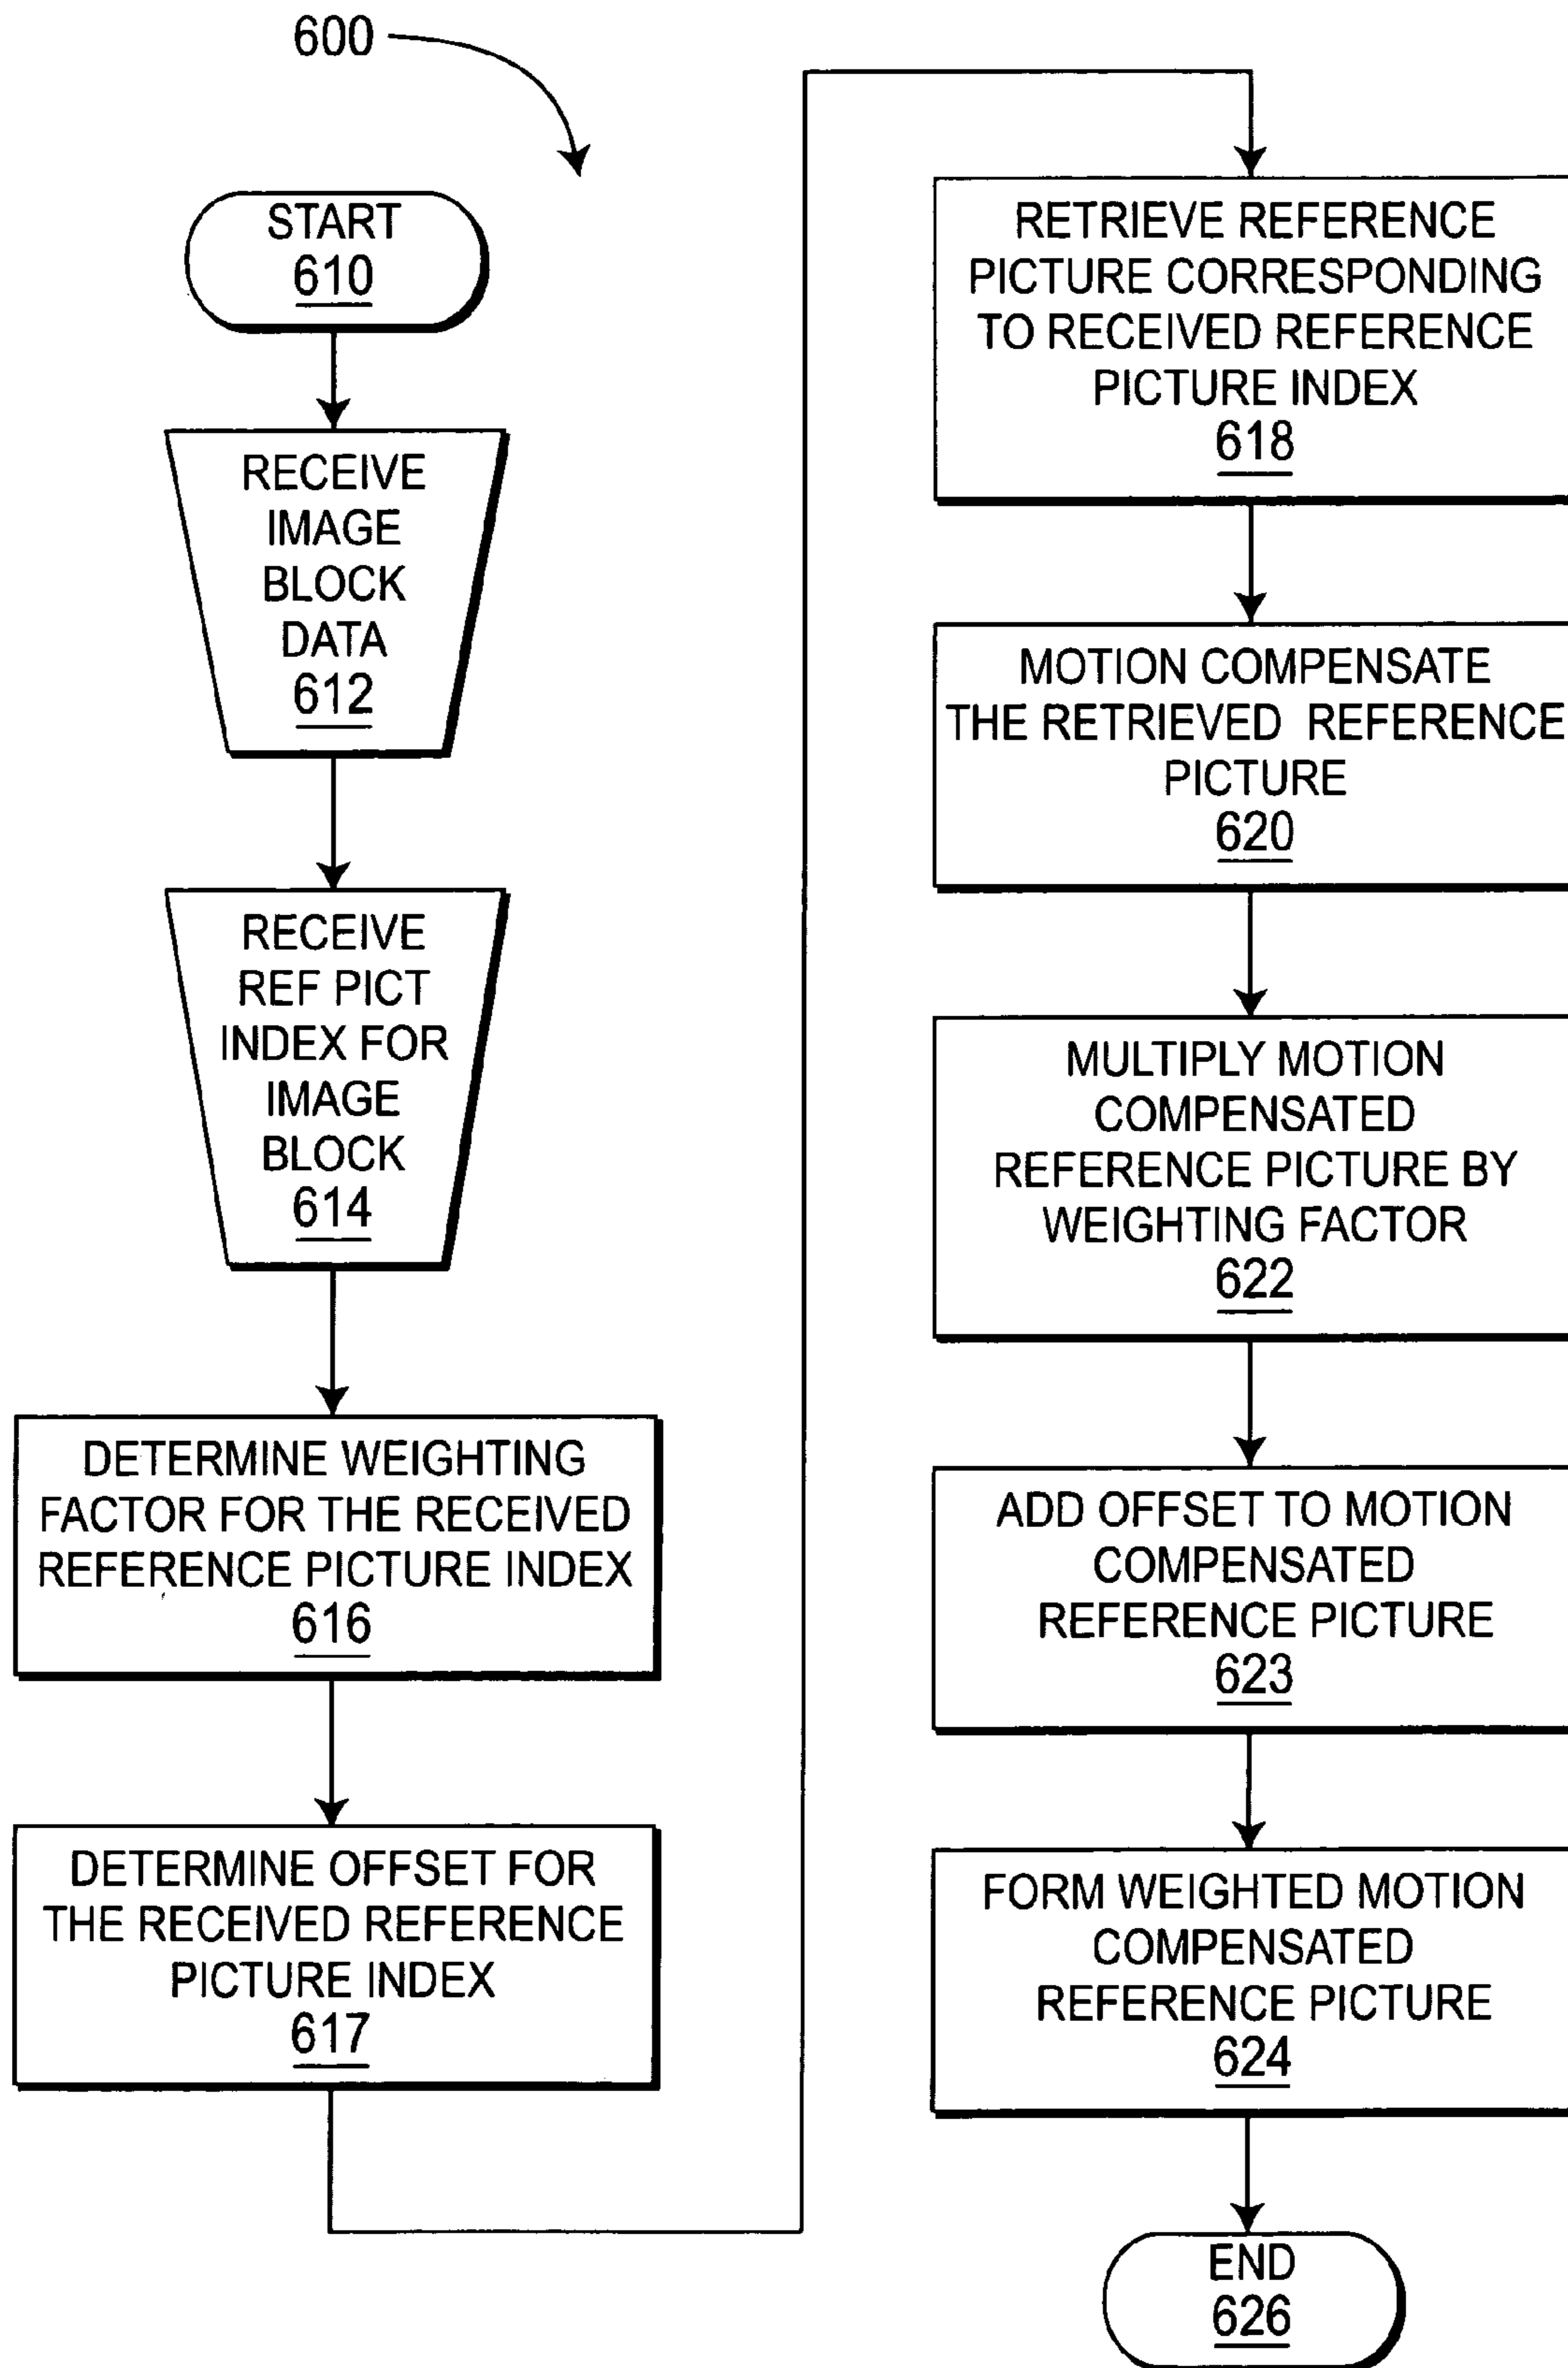 600
START
610
RECEIVE
IMAGE
BLOCK
DATA
612
RECEIVE
REF PICT
INDEX FOR
IMAGE
BLOCK
614
DETERMINE WEIGHTING
FACTOR FOR THE RECEIVED
REFERENCE PICTURE INDEX
616
DETERMINE OFFSET FOR
THE RECEIVED REFERENCE
PICTURE INDEX
617
RETRIEVE REFERENCE
PICTURE CORRESPONDING
TO RECEIVED REFERENCE
PICTURE INDEX
618
MOTION COMPENSATE
THE RETRIEVED REFERENCE
PICTURE
620
MULTIPLY MOTION
COMPENSATED
REFERENCE PICTURE BY
WEIGHTING FACTOR
622
ADD OFFSET TO MOTION
COMPENSATED
REFERENCE PICTURE
623
FORM WEIGHTED MOTION
COMPENSATED
REFERENCE PICTURE
624
END
626